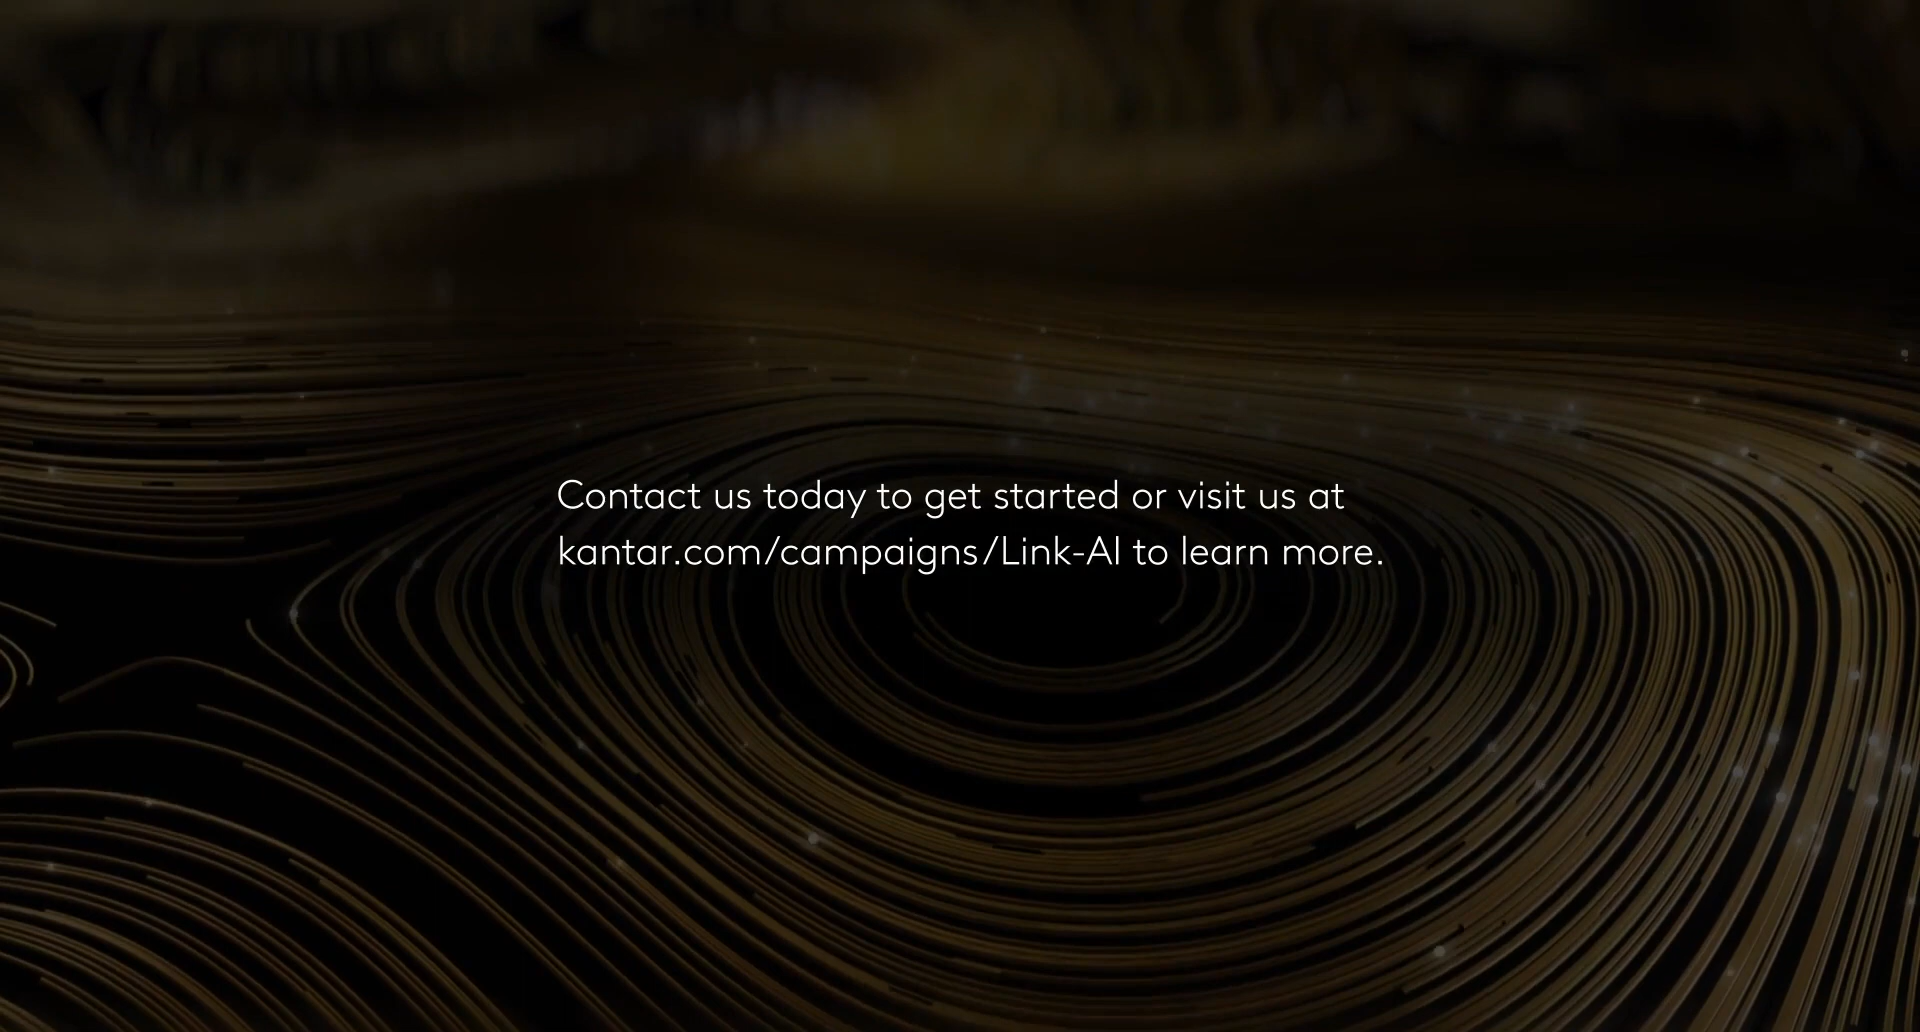 Contact us today to get started or visit us at
kantar.com/campaigns/Link-AI to learn more.